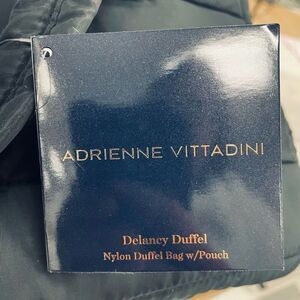 ADRIENNE VITTADINI
Delancy Duffel
Nylon Duffel Bag w/Pouch